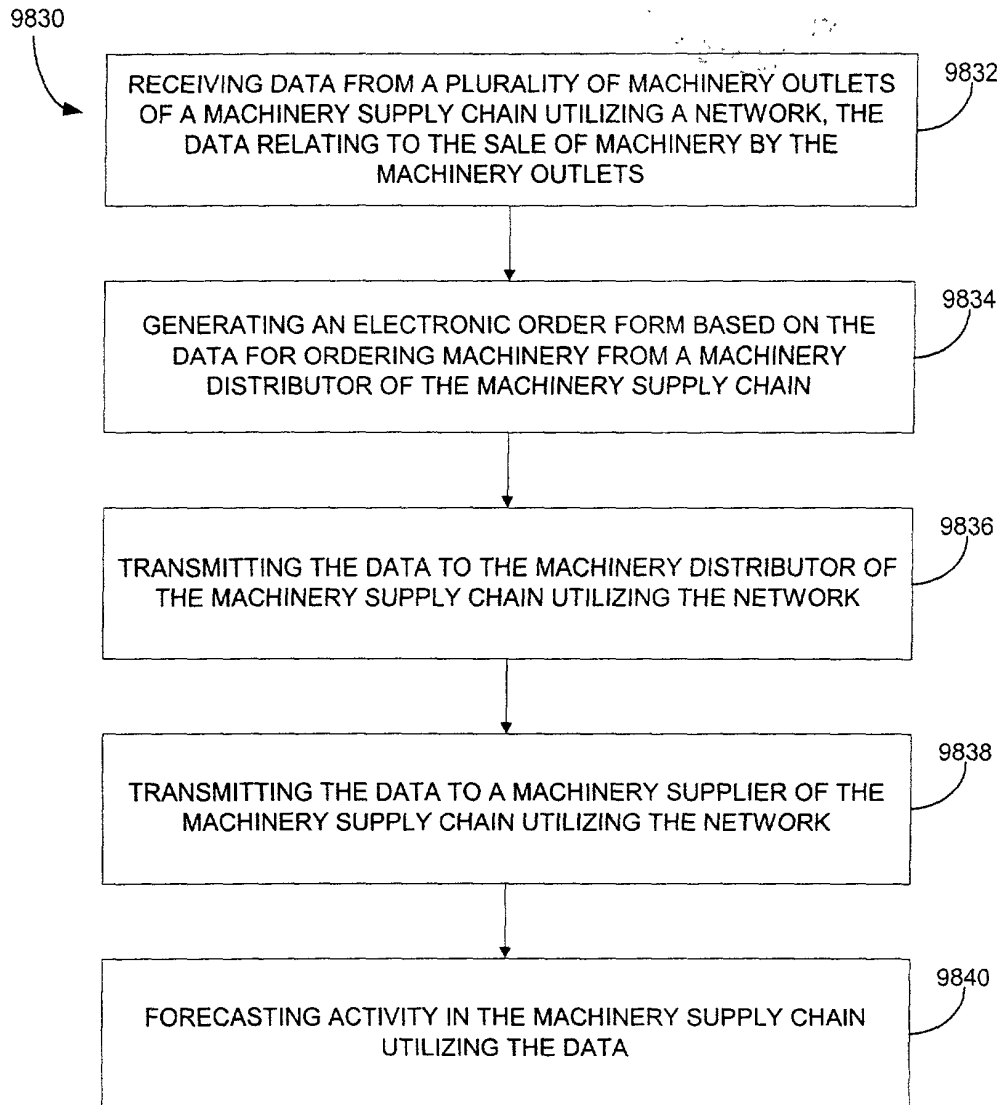 9830
RECEIVING DATA FROM A PLURALITY OF MACHINERY OUTLETS
OF A MACHINERY SUPPLY CHAIN UTILIZING A NETWORK, THE
DATA RELATING TO THE SALE OF MACHINERY BY THE
MACHINERY OUTLETS
9832
GENERATING AN ELECTRONIC ORDER FORM BASED ON THE
DATA FOR ORDERING MACHINERY FROM A MACHINERY
DISTRIBUTOR OF THE MACHINERY SUPPLY CHAIN
9834
TRANSMITTING THE DATA TO THE MACHINERY DISTRIBUTOR OF
THE MACHINERY SUPPLY CHAIN UTILIZING THE NETWORK
9836
TRANSMITTING THE DATA TO A MACHINERY SUPPLIER OF THE
MACHINERY SUPPLY CHAIN UTILIZING THE NETWORK
9838
FORECASTING ACTIVITY IN THE MACHINERY SUPPLY CHAIN
UTILIZING THE DATA
9840